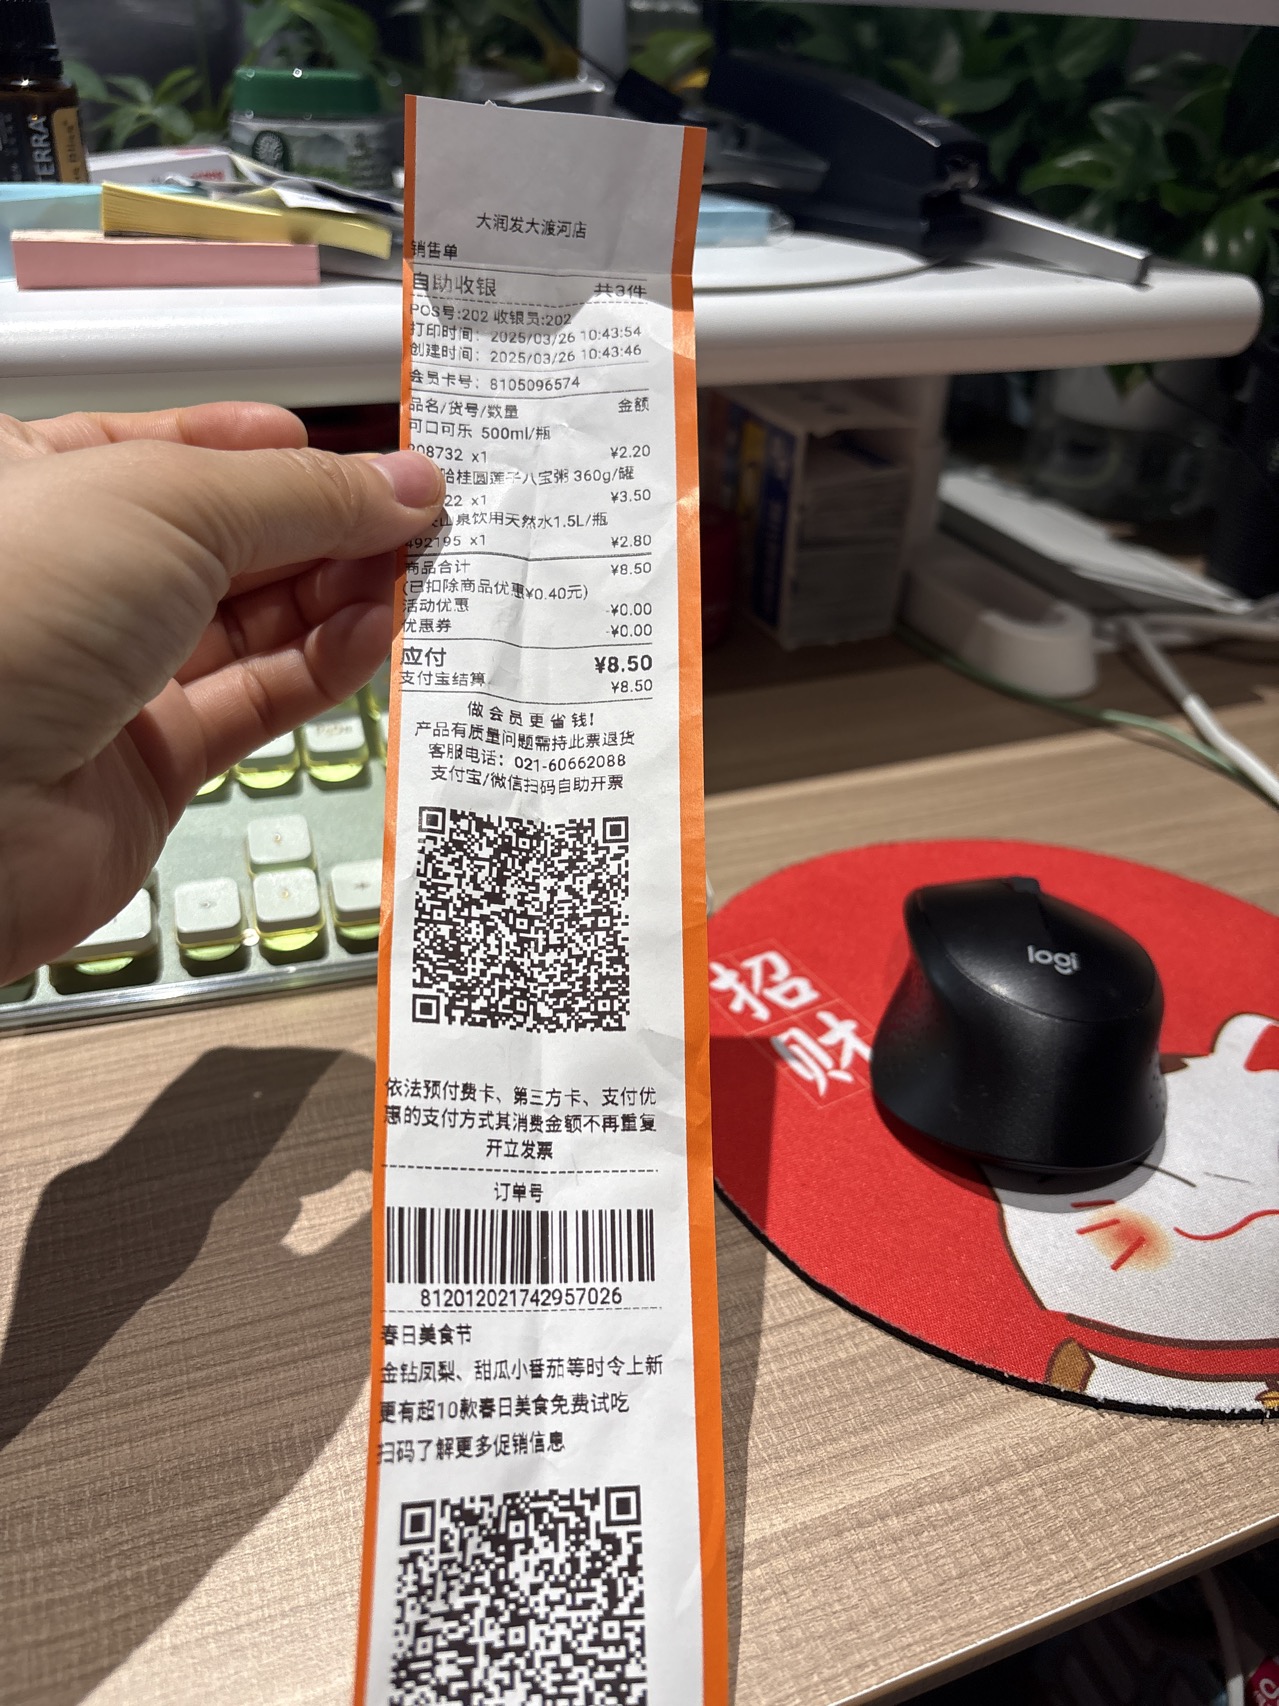 大润发大渡河店
销售单
自助收银 共3件
POS号:202 收银员:202
打印时间: 2025/03/26 10:43:54
创建时间: 2025/03/26 10:43:46
会员卡号: 8105096574
品名/货号/数量 金额
可口可乐 500ml/瓶
808732 x1 ¥2.20
哈桂圆莲子八宝粥 360g/罐
22 x1 ¥3.50
山泉饮用天然水1.5L/瓶
492195 x1 ¥2.80
商品合计 ¥8.50
(已扣除商品优惠¥0.40元)
活动优惠 -¥0.00
优惠券 -¥0.00
应付 ¥8.50
支付宝结算 ¥8.50
做会员更省钱!
产品有质量问题需持此票退货
客服电话: 021-60662088
支付宝/微信扫码自助开票
依法预付费卡、第三方卡、支付优
惠的支付方式其消费金额不再重复
开立发票
订单号
812012021742957026
春日美食节
金钻凤梨、甜瓜小番茄等时令上新
更有超10款春日美食免费试吃
扫码了解更多促销信息
logi
招
财
TERRA